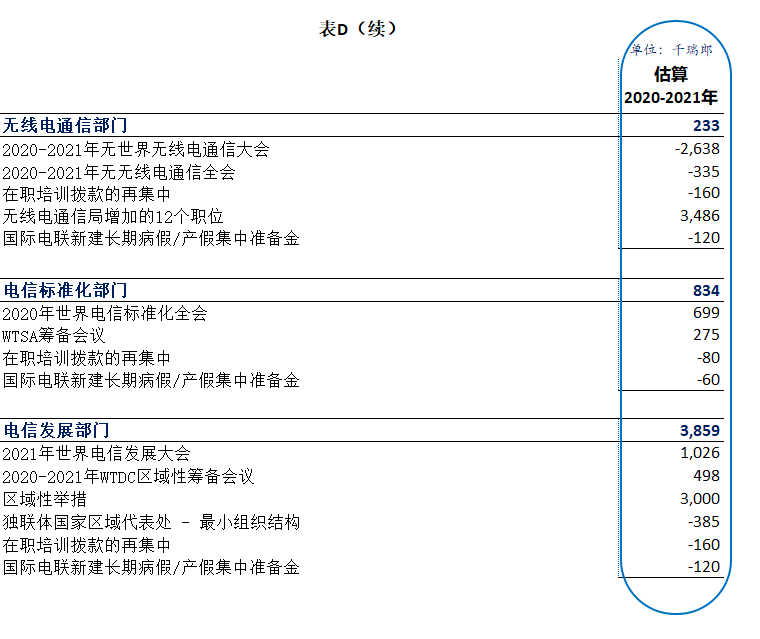 表D（续）
单位：千瑞郎
估算
2020-2021年
无线电通信部门 233
2020-2021年无世界无线电通信大会 -2,638
2020-2021年无无线电通信全会 -335
在职培训拨款的再集中 -160
无线电通信局增加的12个职位 3,486
国际电联新建长期病假/产假集中准备金 -120
电信标准化部门 834
2020年世界电信标准化全会 699
WTSA筹备会议 275
在职培训拨款的再集中 -80
国际电联新建长期病假/产假集中准备金 -60
电信发展部门 3,859
2021年世界电信发展大会 1,026
2020-2021年WTDC区域性筹备会议 498
区域性举措 3,000
独联体国家区域代表处 - 最小组织结构 -385
在职培训拨款的再集中 -160
国际电联新建长期病假/产假集中准备金 -120